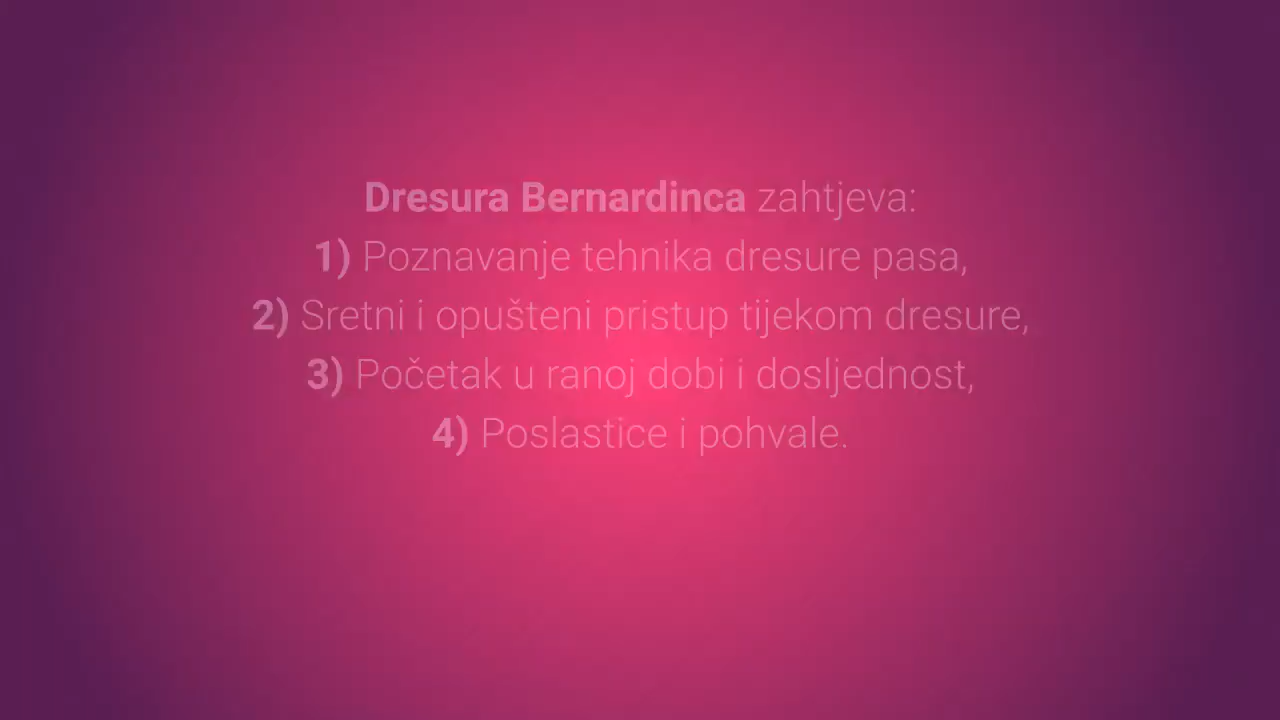 Dresura Bernardinca zahtjeva:
1) Poznavanje tehnika dresure pasa,
2) Sretni i opušteni pristup tijekom dresure,
3) Početak u ranoj dobi i dosljednost,
4) Poslastice i pohvale.